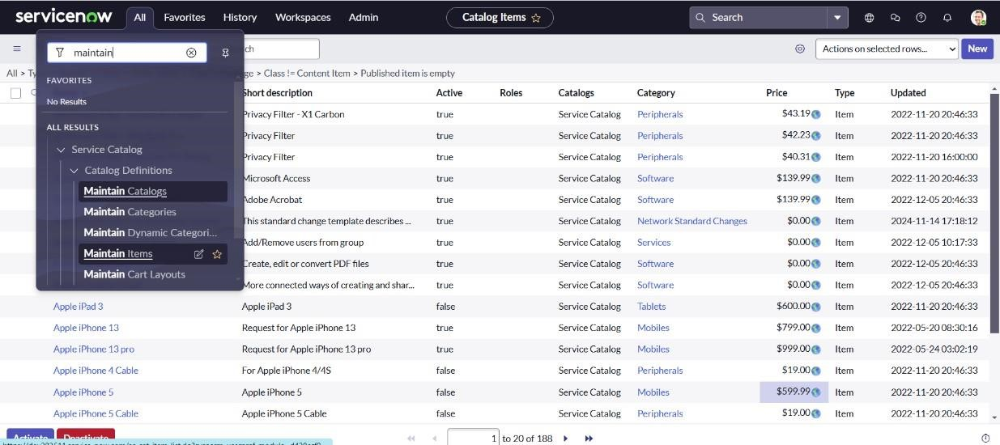 servicenow All Favorites History Workspaces Admin Catalog Items Search
maintain ch Actions on selected rows... New
All > Ty ge > Class != Content Item > Published item is empty
FAVORITES
No Results
ALL RESULTS
Service Catalog
Catalog Definitions
Maintain Catalogs
Maintain Categories
Maintain Dynamic Categori...
Maintain Items
Maintain Cart Layouts
Short description Active Roles Catalogs Category Price Type Updated
Privacy Filter - X1 Carbon true Service Catalog Peripherals $43.19 Item 2022-11-20 20:46:33
Privacy Filter true Service Catalog Peripherals $42.23 Item 2022-11-20 20:46:33
Privacy Filter true Service Catalog Peripherals $40.31 Item 2022-11-20 16:00:00
Microsoft Access true Service Catalog Software $139.99 Item 2022-11-20 20:46:33
Adobe Acrobat true Service Catalog Software $139.99 Item 2022-12-05 20:46:33
This standard change template describes ... true Service Catalog Network Standard Changes $0.00 Item 2024-11-14 17:18:12
Add/Remove users from group true Service Catalog Services $0.00 Item 2022-12-05 10:17:33
Create, edit or convert PDF files true Service Catalog Software $0.00 Item 2022-12-05 20:46:33
More connected ways of creating and shar... true Service Catalog Software $0.00 Item 2022-12-05 20:46:33
Apple iPad 3 Apple iPad 3 false Service Catalog Tablets $600.00 Item 2022-11-20 20:46:33
Apple iPhone 13 Request for Apple iPhone 13 true Service Catalog Mobiles $799.00 Item 2022-05-20 08:30:16
Apple iPhone 13 pro Request for Apple iPhone 13 pro true Service Catalog Mobiles $999.00 Item 2022-05-24 03:02:19
Apple iPhone 4 Cable For Apple iPhone 4/4S false Service Catalog Peripherals $19.00 Item 2022-11-20 20:46:33
Apple iPhone 5 Apple iPhone 5 false Service Catalog Mobiles $599.99 Item 2022-11-20 20:46:33
Apple iPhone 5 Cable Apple iPhone 5 Cable false Service Catalog Peripherals $19.00 Item 2022-11-20 20:46:33
Activate Deactivate 1 to 20 of 188